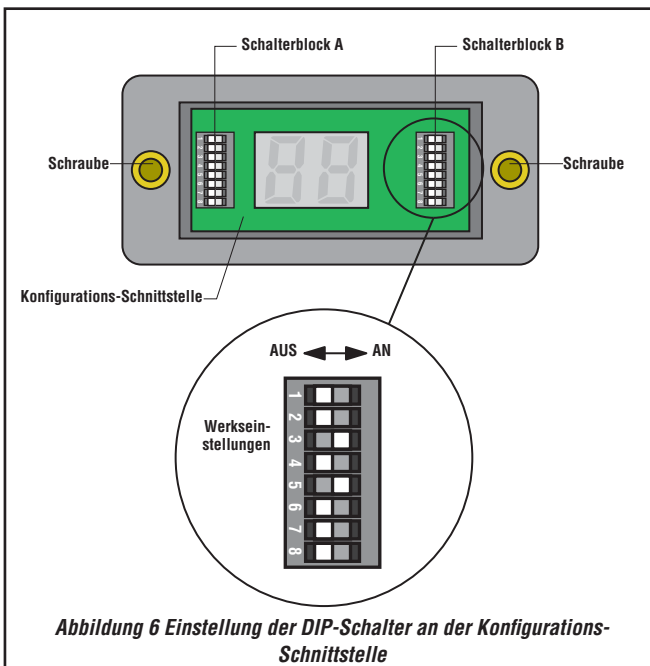 Schalterblock A
Schalterblock B
Schraube
Schraube
Konfigurations-Schnittstelle
AUS
AN
Werksein-
stellungen
1
2
3
4
5
6
7
8
Abbildung 6 Einstellung der DIP-Schalter an der Konfigurations-
Schnittstelle